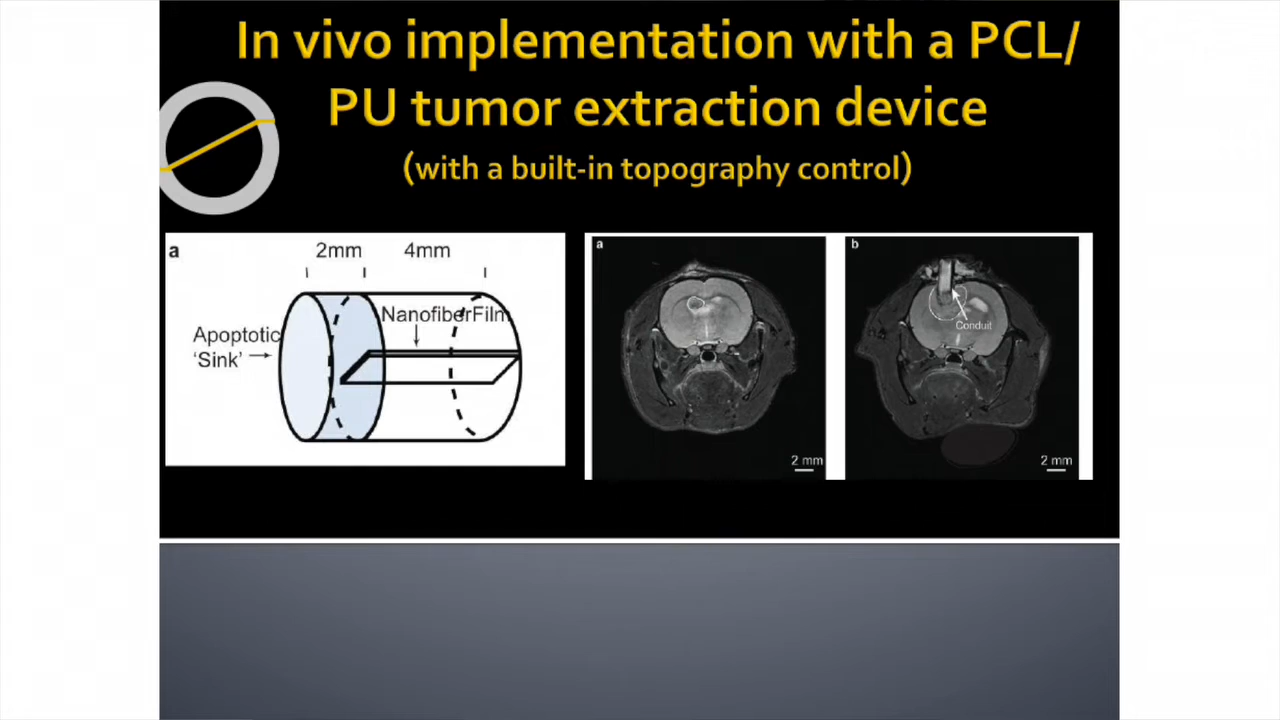 In vivo implementation with a PCL/
PU tumor extraction device
(with a built-in topography control)
a
2mm 4mm
NanofiberFilm
Apoptotic
'Sink'
a
2 mm
b
Conduit
2 mm